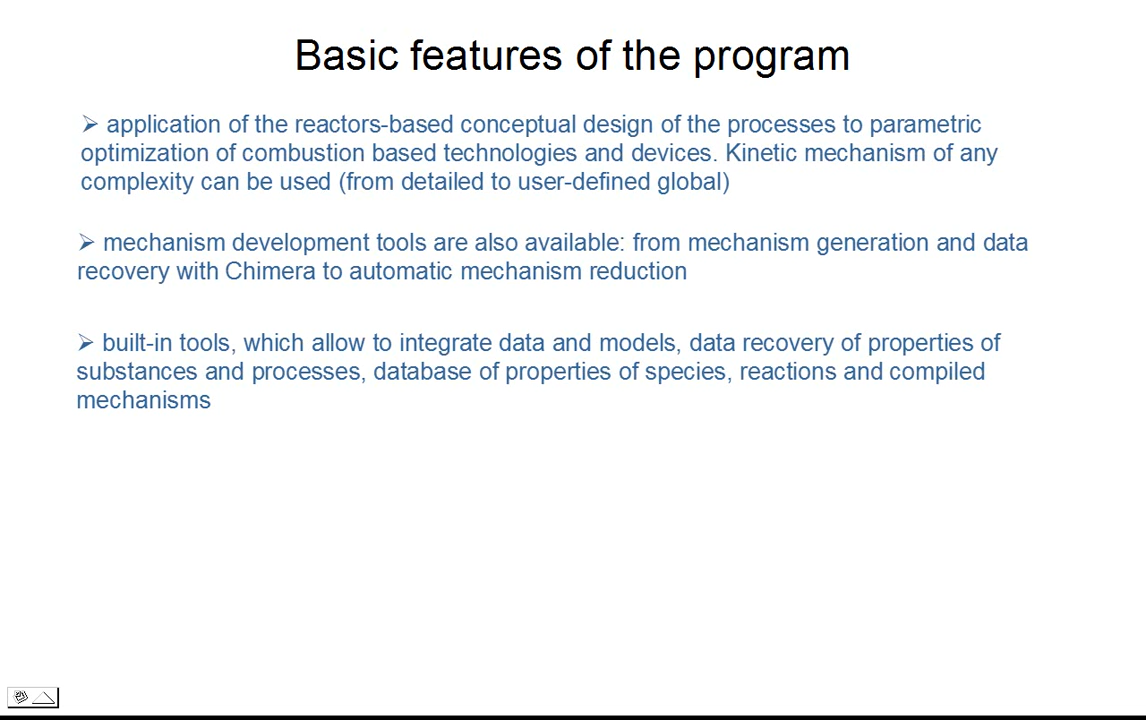 Basic features of the program
➢ application of the reactors-based conceptual design of the processes to parametric
optimization of combustion based technologies and devices. Kinetic mechanism of any
complexity can be used (from detailed to user-defined global)
➢ mechanism development tools are also available: from mechanism generation and data
recovery with Chimera to automatic mechanism reduction
➢ built-in tools, which allow to integrate data and models, data recovery of properties of
substances and processes, database of properties of species, reactions and compiled
mechanisms